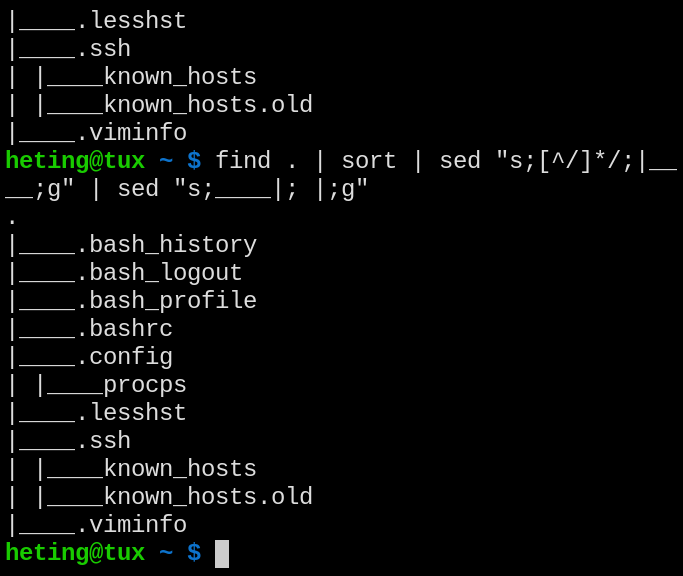 |____.lesshst
|____.ssh
| |____known_hosts
| |____known_hosts.old
|____.viminfo
heting@tux ~ $ find . | sort | sed "s;[^/]*/;|__
__;g" | sed "s;____|; |;g"
.
|____.bash_history
|____.bash_logout
|____.bash_profile
|____.bashrc
|____.config
| |____procps
|____.lesshst
|____.ssh
| |____known_hosts
| |____known_hosts.old
|____.viminfo
heting@tux ~ $